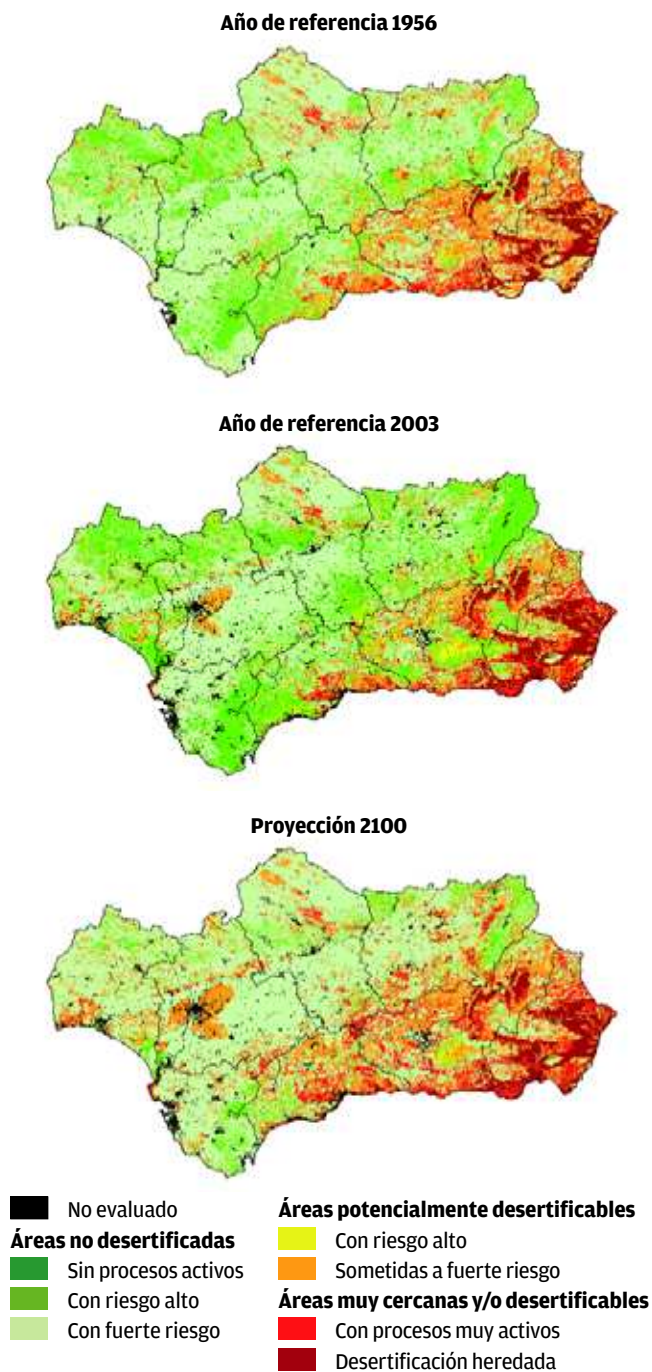 Año de referencia 1956
Año de referencia 2003
Proyección 2100
No evaluado
Áreas no desertificadas
Sin procesos activos
Con riesgo alto
Con fuerte riesgo
Áreas potencialmente desertificables
Con riesgo alto
Sometidas a fuerte riesgo
Áreas muy cercanas y/o desertificables
Con procesos muy activos
Desertificación heredada